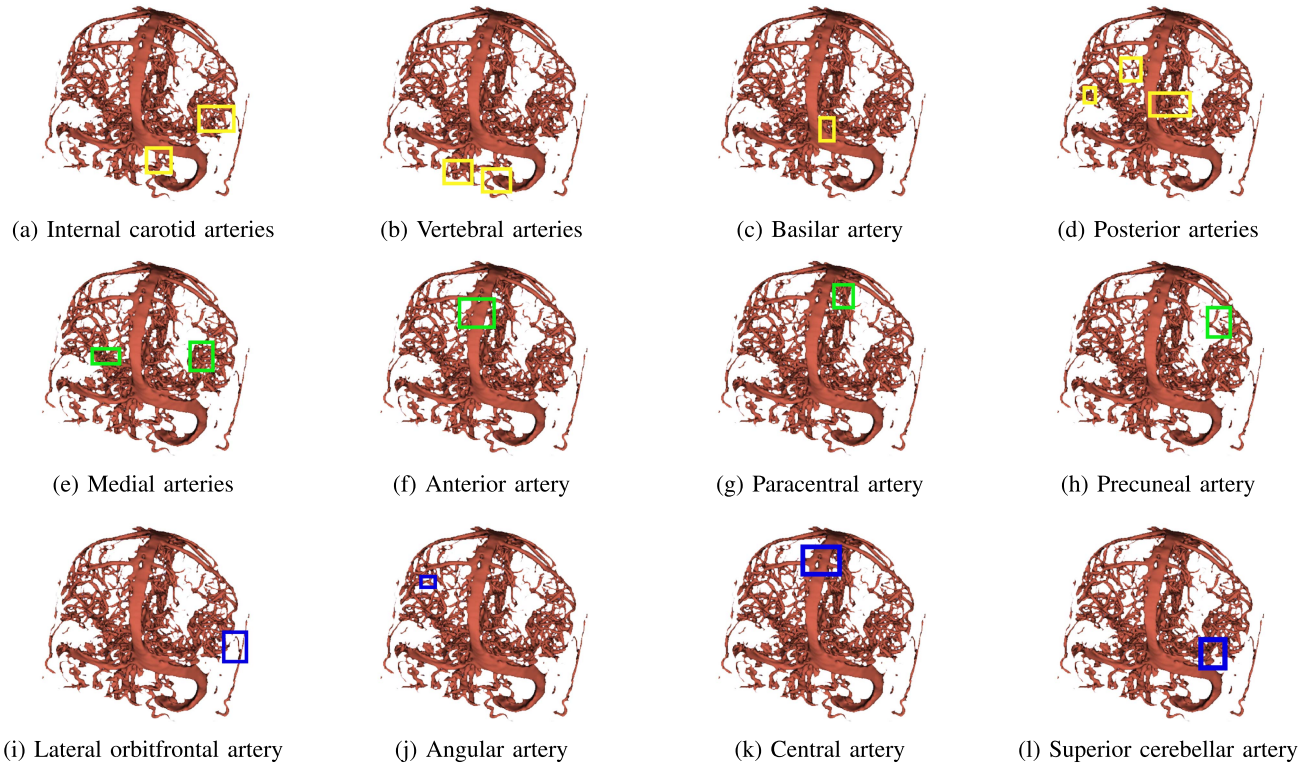 (a) Internal carotid arteries
(b) Vertebral arteries
(c) Basilar artery
(d) Posterior arteries
(e) Medial arteries
(f) Anterior artery
(g) Paracentral artery
(h) Precuneal artery
(i) Lateral orbitfrontal artery
(j) Angular artery
(k) Central artery
(l) Superior cerebellar artery